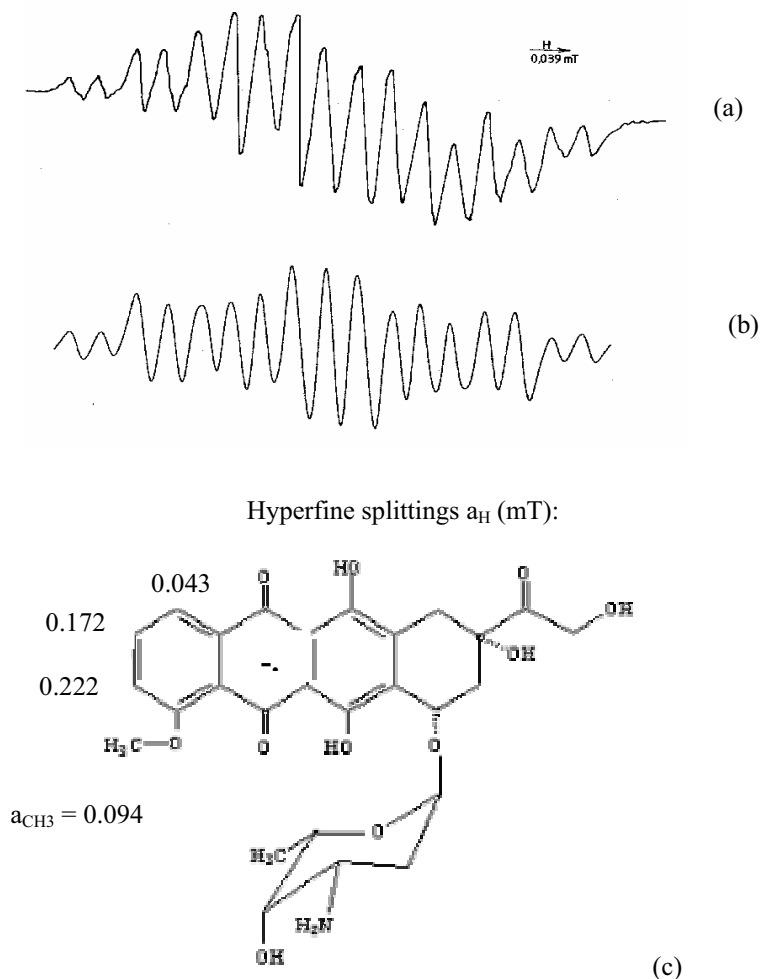 H
0,039 mT
(a)
(b)
Hyperfine splittings aH (mT):
0.043
0.172
0.222
O
HO
O
OH
OH
-.
H₃C O
O
HO
O
aCH3 = 0.094
O
H₃C
H₂N
OH
(c)